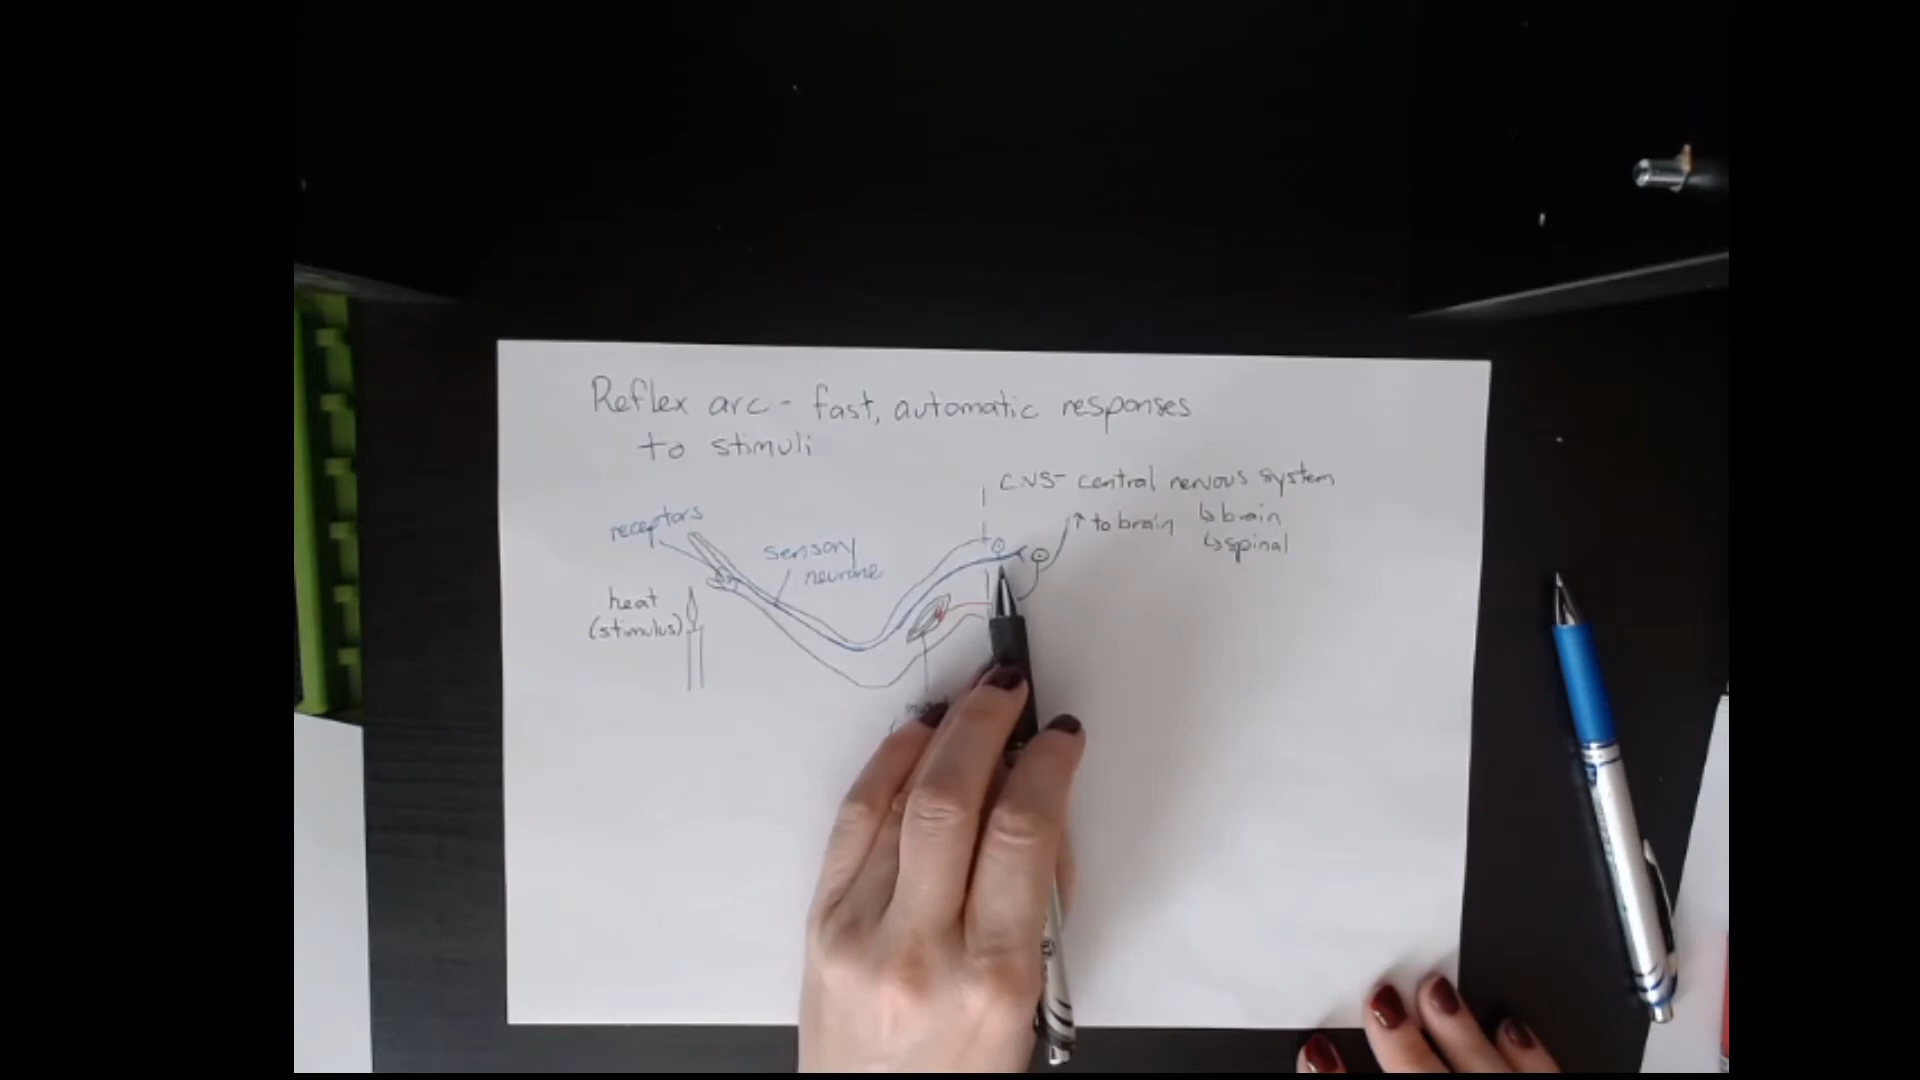 Reflex arc - fast, automatic responses
to stimuli
CNS- central nervous system
↑ to brain
↳ brain
↳ spinal
receptors
sensory
neurone
heat
(stimulus)